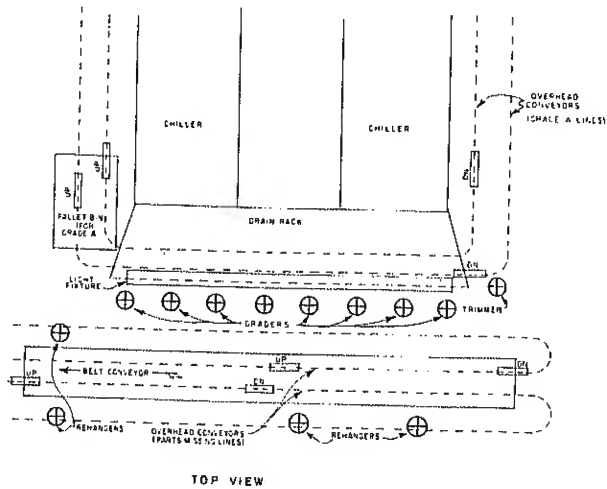 OVERHEAD
CONVEYORS
(GRADE A LINES)
CHILLER
CHILLER
UP
UP
DN
PALLET BINS
(FOR
GRADE A
DRAIN RACK
DN
LIGHT
FIXTURE
TRIMMER
GRADERS
UP
DN
UP
BELT CONVEYOR
DN
REHANGERS
OVERHEAD CONVEYORS
(PARTS MISSING LINES)
REHANGERS
TOP VIEW